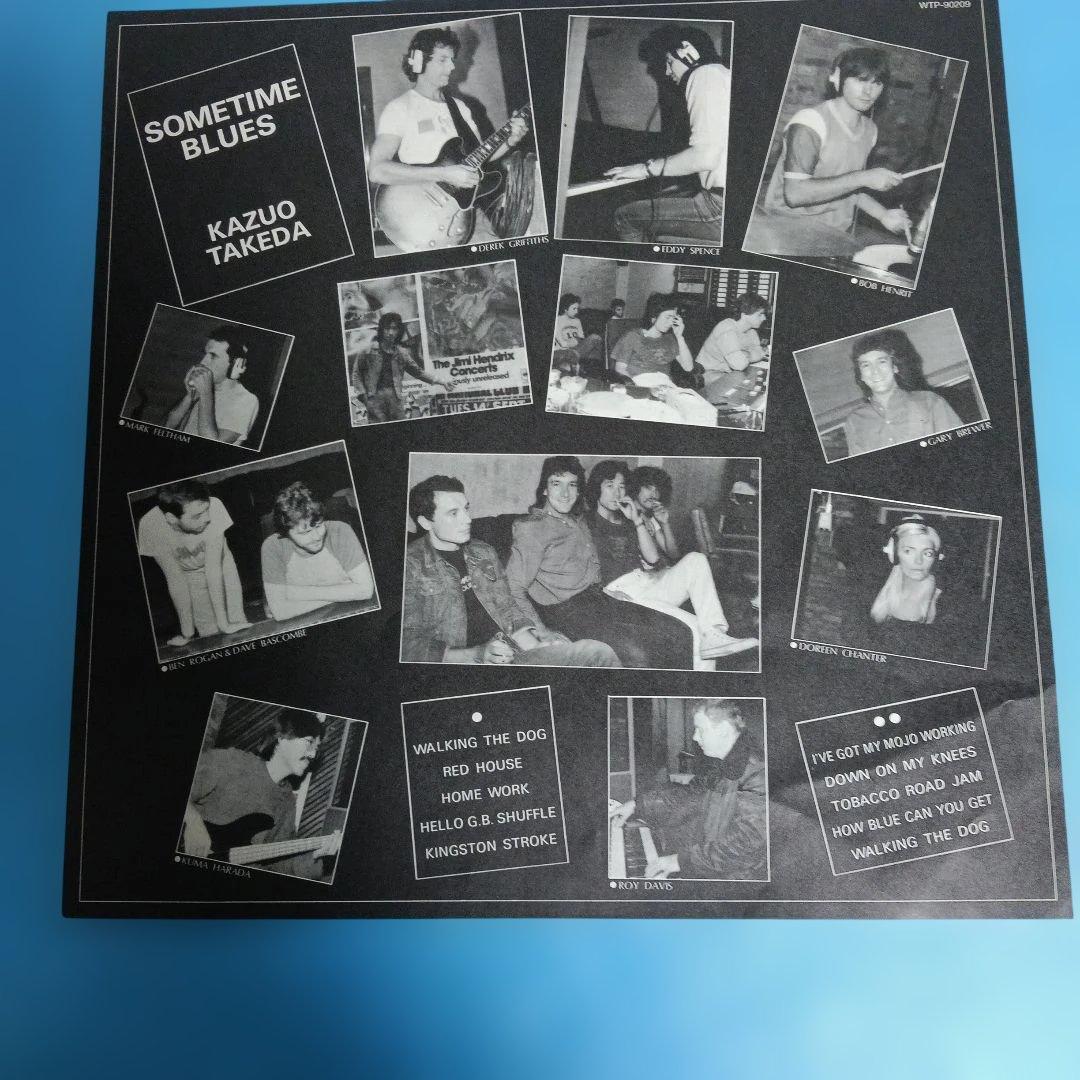 WTP-90209
SOMETIME
BLUES
KAZUO
TAKEDA
●DEREK GRIFFITHS
●EDDY SPENCE
●BOB HENRIT
●MARK FELTHAM
The Jimi Hendrix
Concerts
●GARY BREWER
●BEN ROGAN & DAVE BASCOMBE
●DOREEN CHANTER
●KUMA HARADA
●
WALKING THE DOG
RED HOUSE
HOME WORK
HELLO G.B. SHUFFLE
KINGSTON STROKE
●ROY DAVIS
●●
I'VE GOT MY MOJO WORKING
DOWN ON MY KNEES
TOBACCO ROAD JAM
HOW BLUE CAN YOU GET
WALKING THE DOG